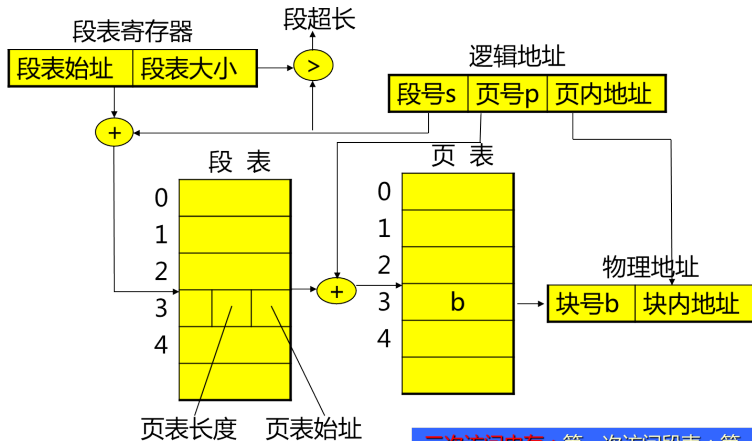 段超长
段表寄存器
段表始址 段表大小
>
逻辑地址
段号s 页号p 页内地址
+
段 表
页 表
0
1
2
3
4
0
1
2
3 b
4
+
物理地址
块号b 块内地址
页表长度 页表始址